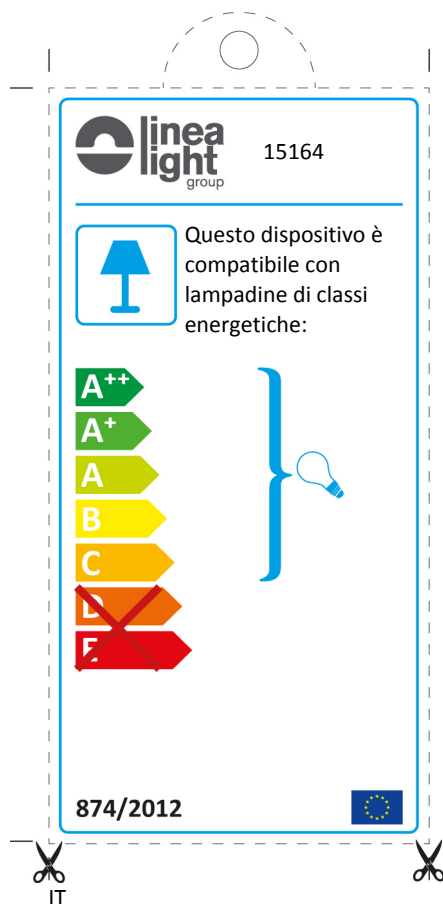 linea
light
group
15164
Questo dispositivo è
compatibile con
lampadine di classi
energetiche:
A++
A+
A
B
C
D
E
874/2012
IT